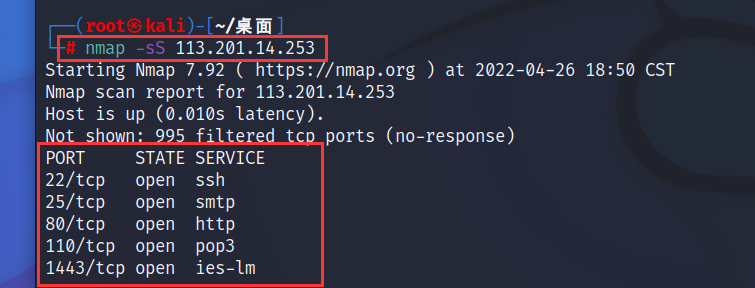 ┌──(root㉿kali)-[~/桌面]
└─# nmap -sS 113.201.14.253
Starting Nmap 7.92 ( https://nmap.org ) at 2022-04-26 18:50 CST
Nmap scan report for 113.201.14.253
Host is up (0.010s latency).
Not shown: 995 filtered tcp ports (no-response)
PORT     STATE SERVICE
22/tcp   open  ssh
25/tcp   open  smtp
80/tcp   open  http
110/tcp  open  pop3
1443/tcp open  ies-lm